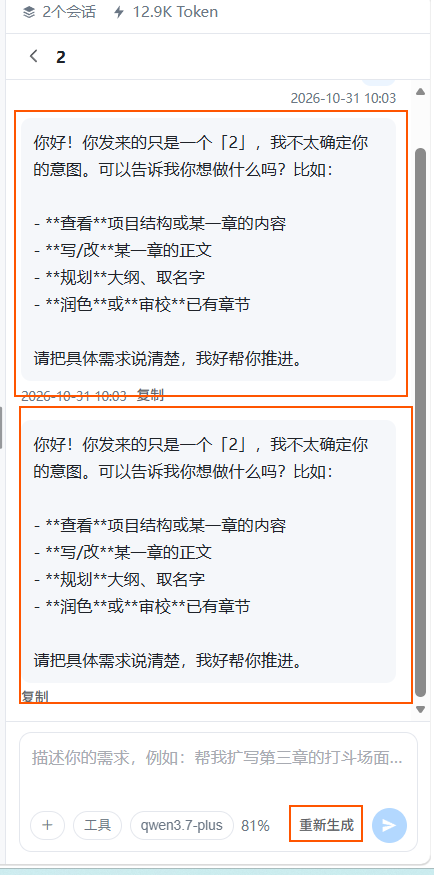 2个会话 12.9K Token
2
2026-10-31 10:03
你好！你发来的只是一个「2」，我不太确定你
的意图。可以告诉我你想做什么吗？比如：
- **查看**项目结构或某一章的内容
- **写/改**某一章的正文
- **规划**大纲、取名字
- **润色**或**审校**已有章节
请把具体需求说清楚，我好帮你推进。
2026-10-31 10:03 复制
你好！你发来的只是一个「2」，我不太确定你
的意图。可以告诉我你想做什么吗？比如：
- **查看**项目结构或某一章的内容
- **写/改**某一章的正文
- **规划**大纲、取名字
- **润色**或**审校**已有章节
请把具体需求说清楚，我好帮你推进。
复制
描述你的需求，例如：帮我扩写第三章的打斗场面...
+ 工具 qwen3.7-plus 81% 重新生成